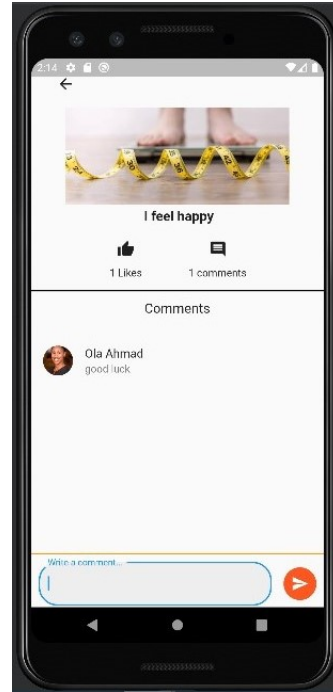 2:14
I feel happy
1 Likes
1 comments
Comments
Ola Ahmad
good luck
Write a comment...